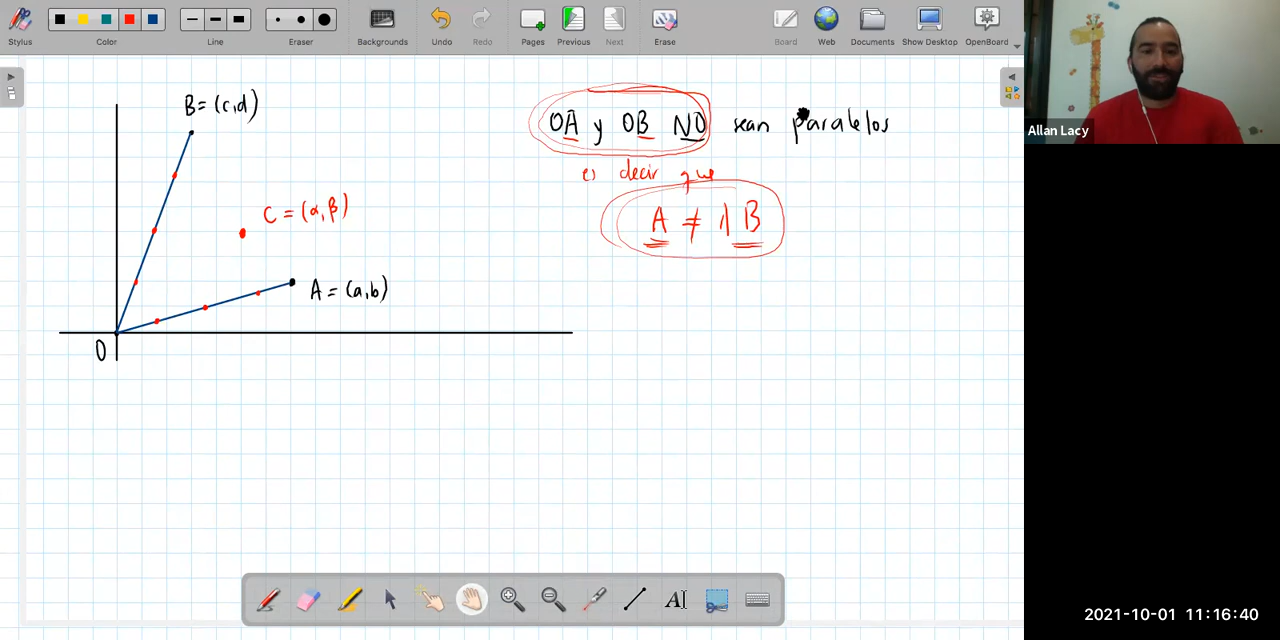 Stylus
Color
Line
Eraser
Backgrounds
Undo
Redo
Pages
Previous
Next
Erase
Board
Web
Documents
Show Desktop
OpenBoard
B = (c,d)
C = (α,β)
A = (a,b)
O
OA y OB NO sean paralelos
es decir que
A ≠ λB
Allan Lacy
2021-10-01 11:16:40